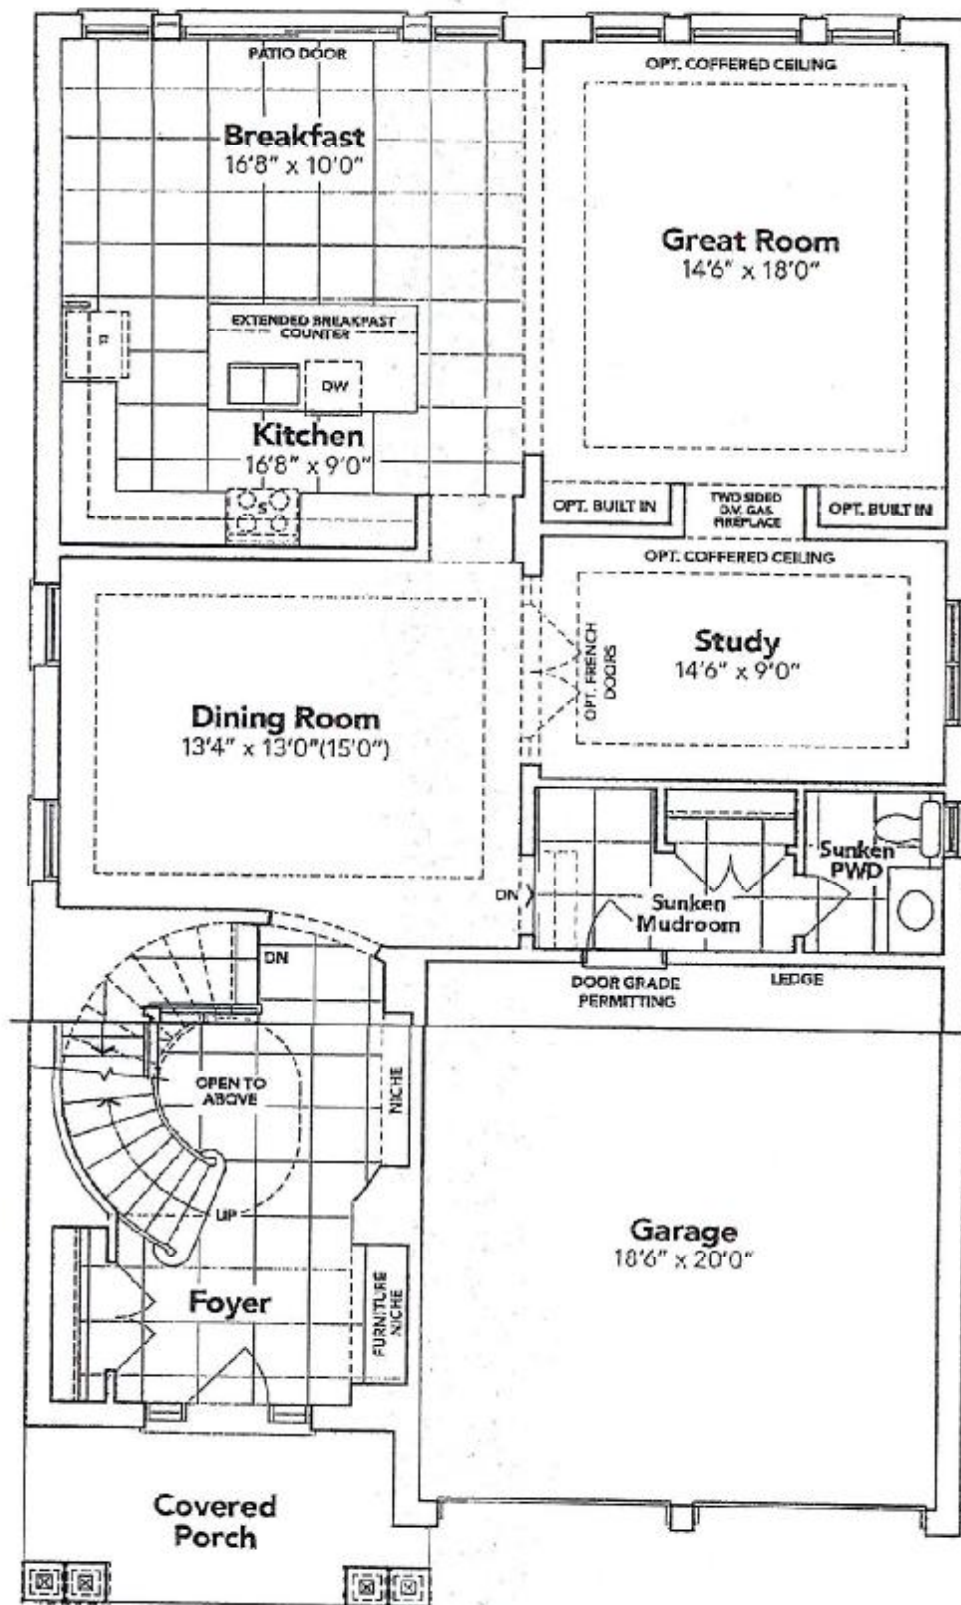 PATIO DOOR
OPT. COFFERED CEILING
Breakfast
16'8" x 10'0"
Great Room
14'6" x 18'0"
EXTENDED BREAKFAST
COUNTER
DW
Kitchen
16'8" x 9'0"
S
OPT. BUILT IN
TWO SIDED
D.V. GAS
FIREPLACE
OPT. BUILT IN
OPT. COFFERED CEILING
Study
14'6" x 9'0"
OPT. FRENCH
DOORS
Dining Room
13'4" x 13'0"(15'0")
Sunken
PWD
DN
Sunken
Mudroom
DN
DOOR GRADE
PERMITTING
LEDGE
OPEN TO
ABOVE
NICHE
UP
Garage
18'6" x 20'0"
Foyer
FURNITURE
NICHE
Covered
Porch